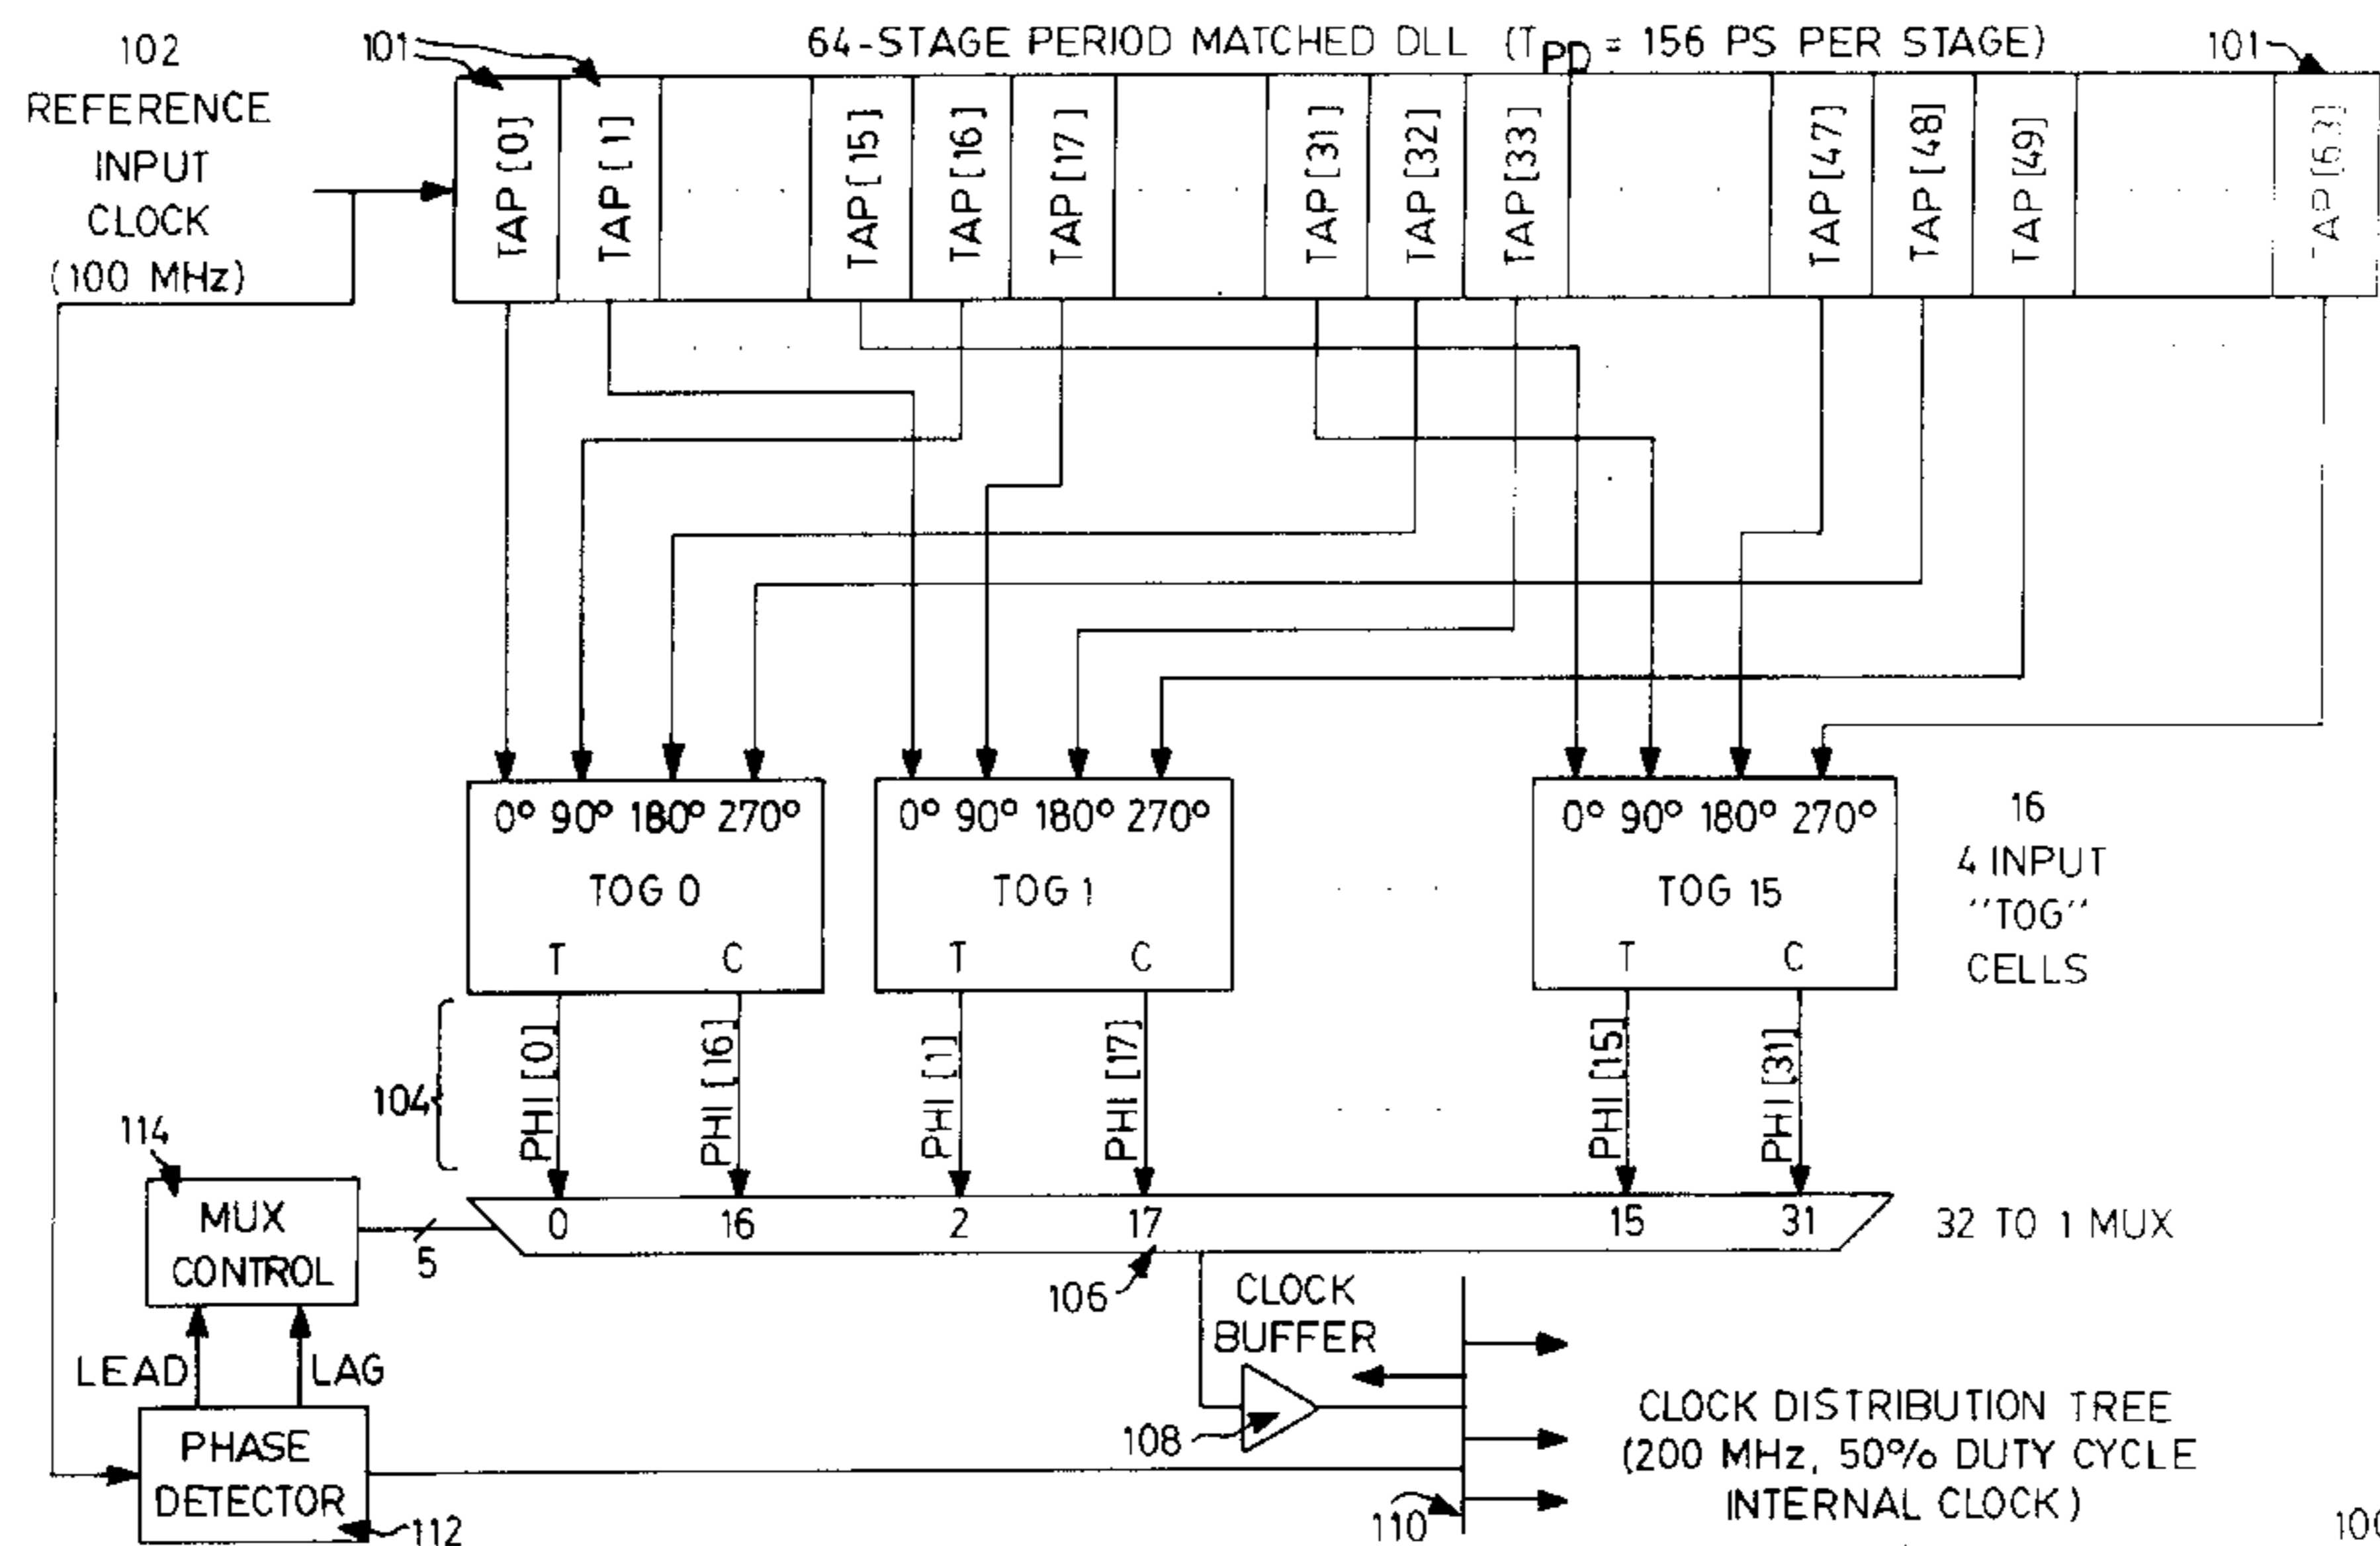 64-STAGE PERIOD MATCHED DLL (TPD = 156 PS PER STAGE)
102
REFERENCE
INPUT
CLOCK
(100 MHz)
101
101
TAP[0]
TAP[1]
TAP[15]
TAP[16]
TAP[17]
TAP[31]
TAP[32]
TAP[33]
TAP[47]
TAP[48]
TAP[49]
TAP[63]
0° 90° 180° 270°
TOG 0
T C
0° 90° 180° 270°
TOG 1
T C
0° 90° 180° 270°
TOG 15
T C
16
4 INPUT
"TOG"
CELLS
104
PHI [0]
PHI [16]
PHI [1]
PHI [17]
PHI [15]
PHI [31]
114
MUX
CONTROL
5
0 16 2 17 15 31
32 TO 1 MUX
106
CLOCK
BUFFER
108
LEAD
LAG
PHASE
DETECTOR
112
110
CLOCK DISTRIBUTION TREE
(200 MHz, 50% DUTY CYCLE
INTERNAL CLOCK)